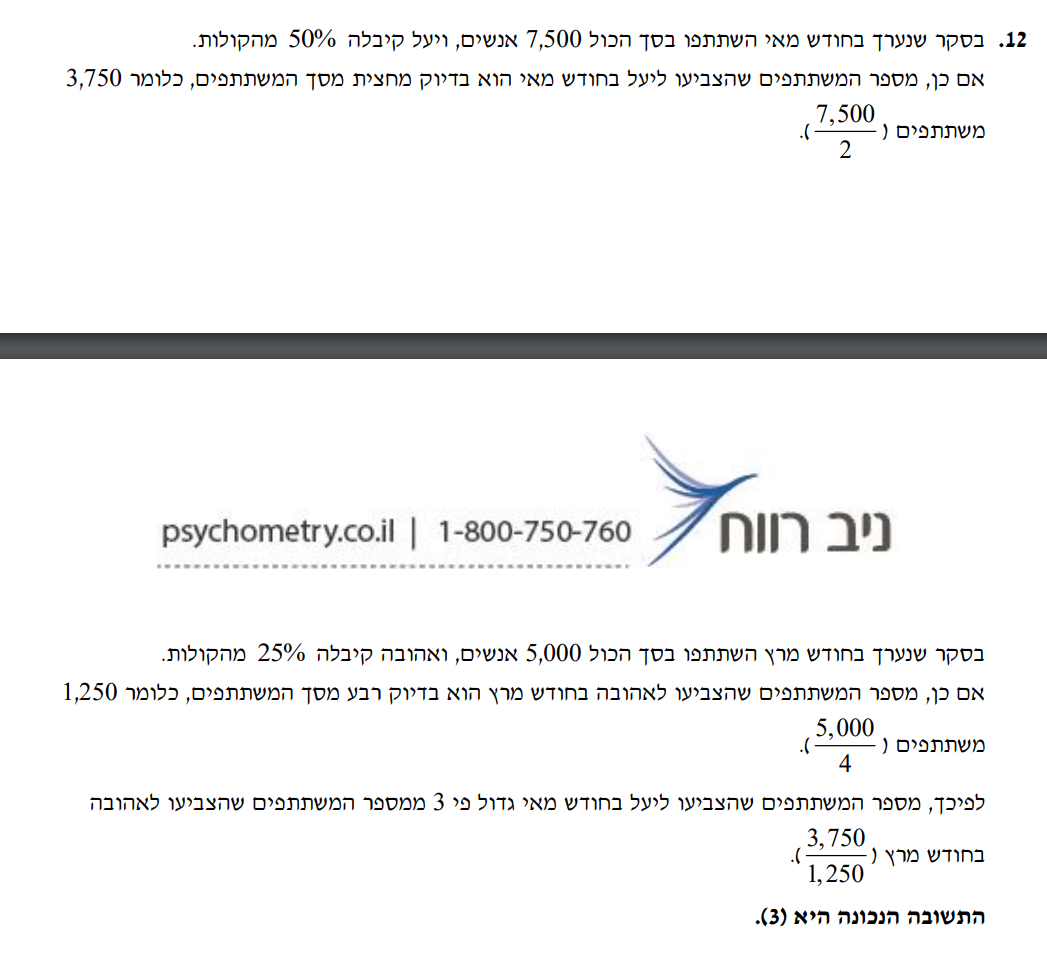 12. בסקר שנערך בחודש מאי השתתפו בסך הכול 7,500 אנשים, ויעל קיבלה 50% מהקולות.
אם כן, מספר המשתתפים שהצביעו ליעל בחודש מאי הוא בדיוק מחצית מסך המשתתפים, כלומר 3,750
משתתפים (7,500/2).
ניב רווח psychometry.co.il | 1-800-750-760
בסקר שנערך בחודש מרץ השתתפו בסך הכול 5,000 אנשים, ואהובה קיבלה 25% מהקולות.
אם כן, מספר המשתתפים שהצביעו לאהובה בחודש מרץ הוא בדיוק רבע מסך המשתתפים, כלומר 1,250
משתתפים (5,000/4).
לפיכך, מספר המשתתפים שהצביעו ליעל בחודש מאי גדול פי 3 ממספר המשתתפים שהצביעו לאהובה
בחודש מרץ (3,750/1,250).
התשובה הנכונה היא (3).